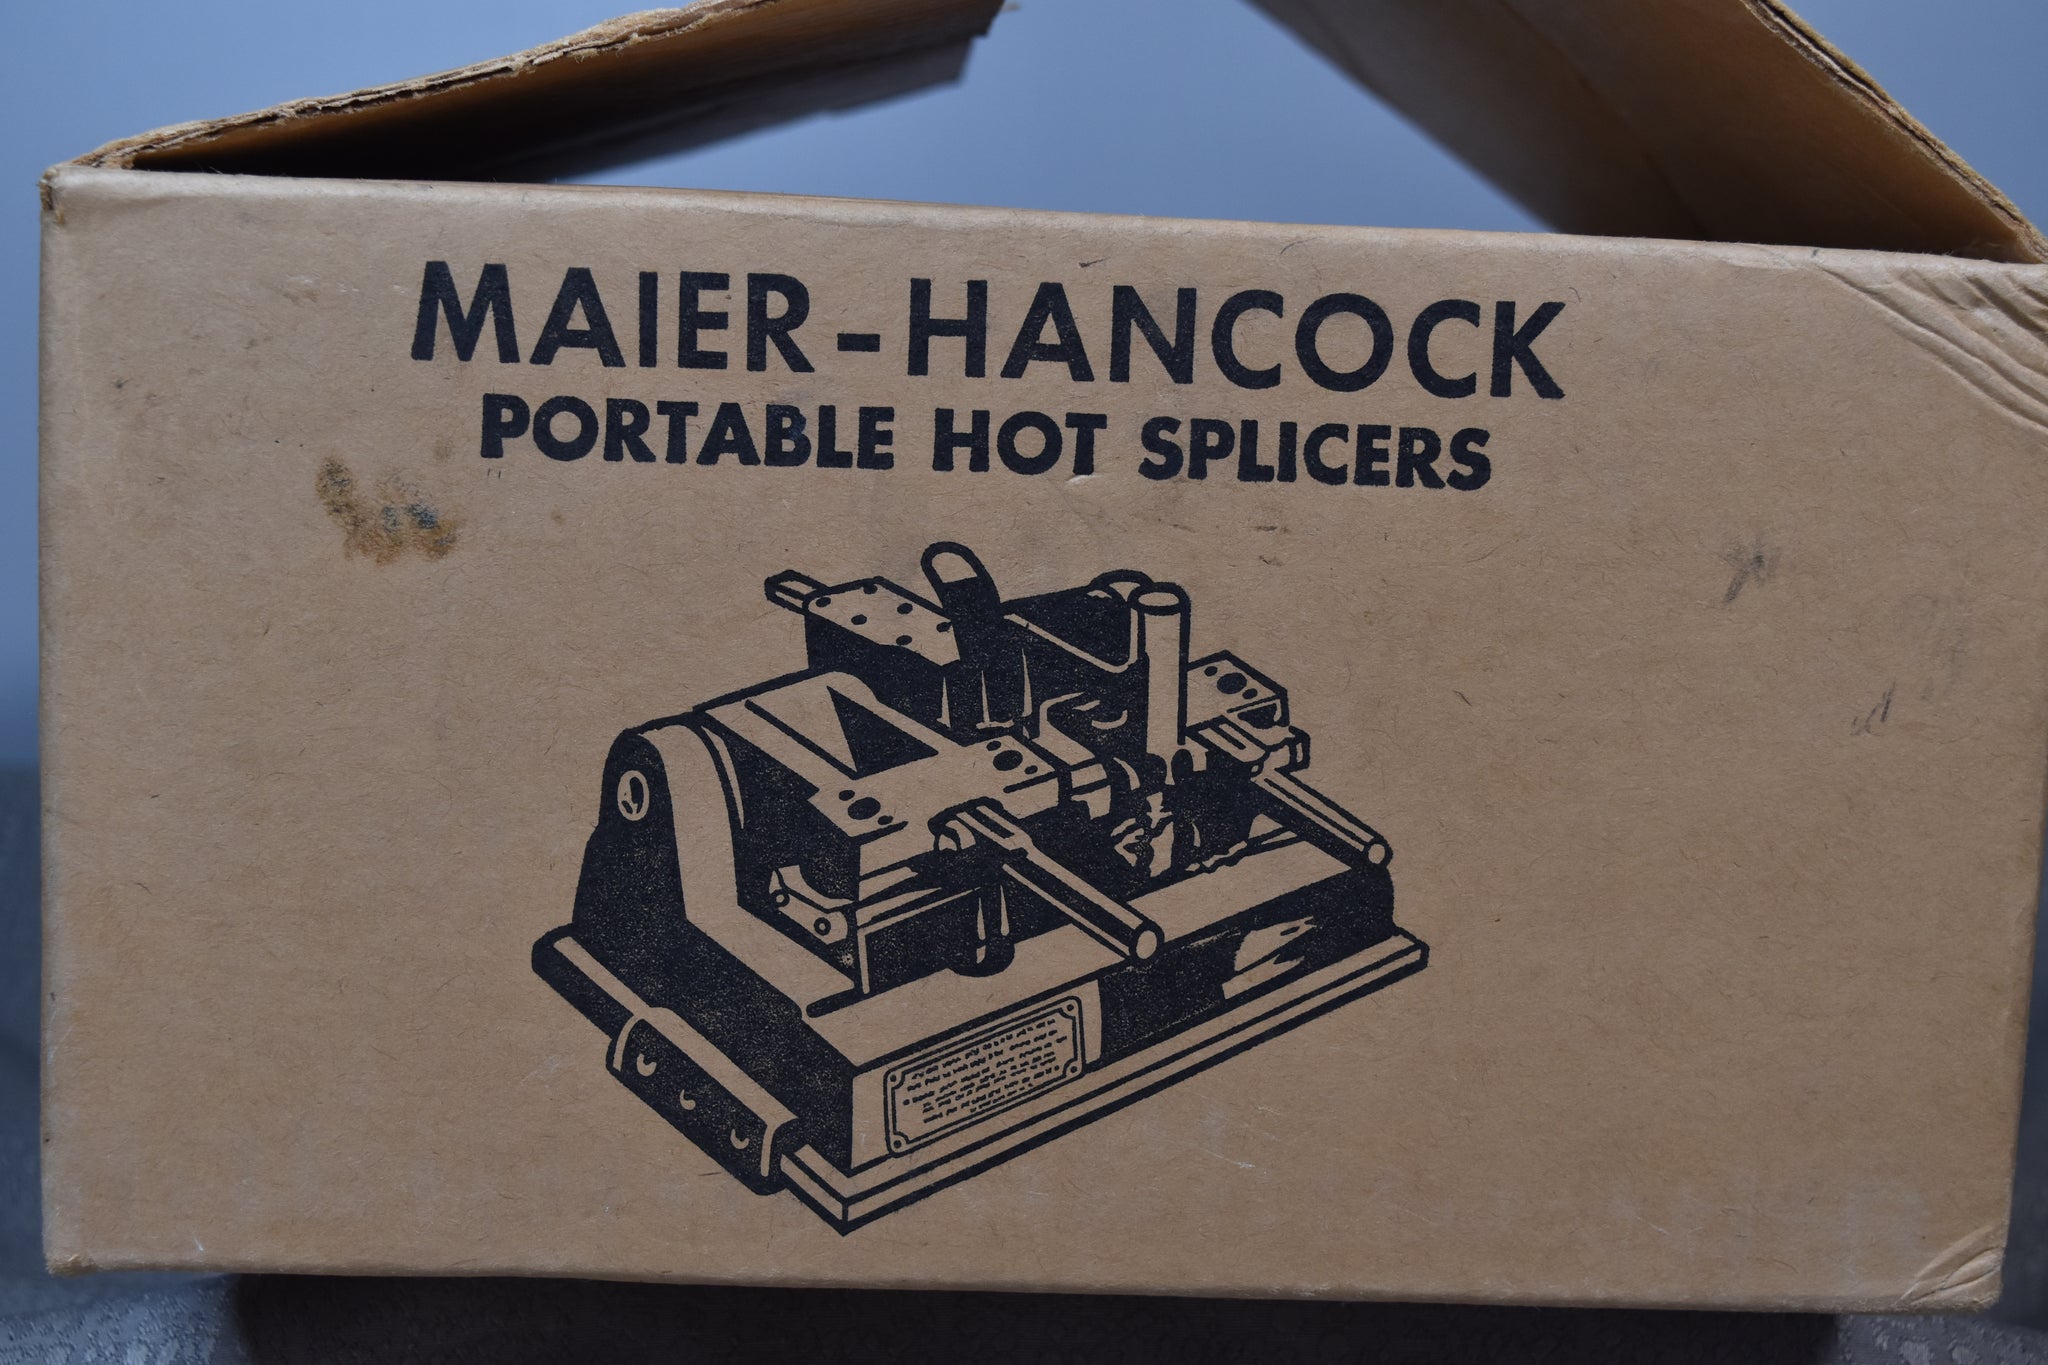 MAIER-HANCOCK
PORTABLE HOT SPLICERS